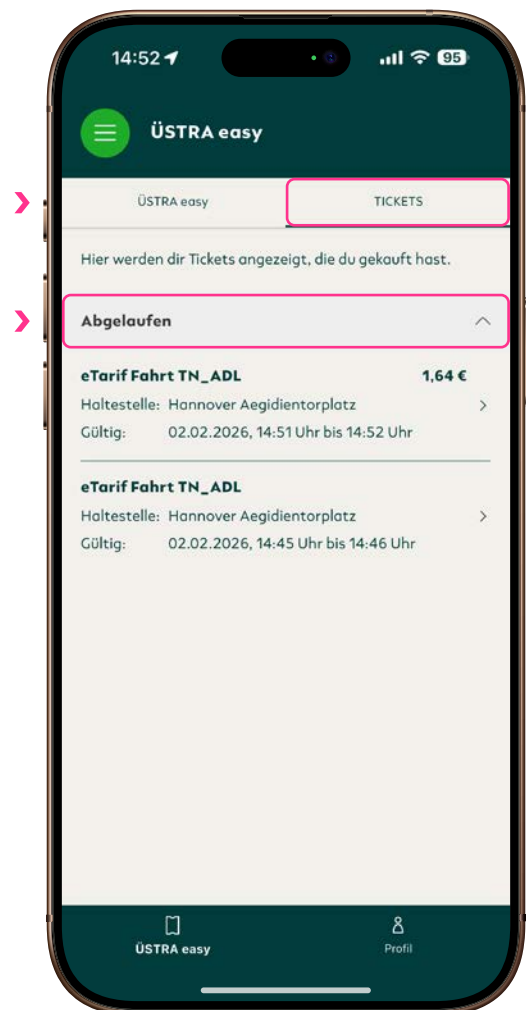 14:52 95
ÜSTRA easy
ÜSTRA easy TICKETS
Hier werden dir Tickets angezeigt, die du gekauft hast.
Abgelaufen
eTarif Fahrt TN_ADL 1,64 €
Haltestelle: Hannover Aegidientorplatz
Gültig: 02.02.2026, 14:51 Uhr bis 14:52 Uhr
eTarif Fahrt TN_ADL
Haltestelle: Hannover Aegidientorplatz
Gültig: 02.02.2026, 14:45 Uhr bis 14:46 Uhr
ÜSTRA easy Profil